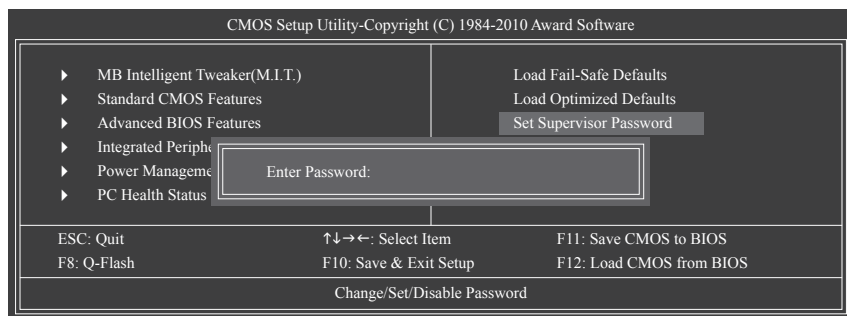 CMOS Setup Utility-Copyright (C) 1984-2010 Award Software
MB Intelligent Tweaker(M.I.T.)
Standard CMOS Features
Advanced BIOS Features
Integrated Periphe
Power Manageme
PC Health Status
Load Fail-Safe Defaults
Load Optimized Defaults
Set Supervisor Password
Enter Password:
ESC: Quit
↑↓→←: Select Item
F11: Save CMOS to BIOS
F8: Q-Flash
F10: Save & Exit Setup
F12: Load CMOS from BIOS
Change/Set/Disable Password